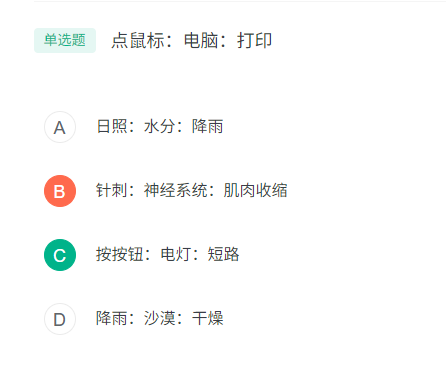 单选题 点鼠标：电脑：打印
A 日照：水分：降雨
B 针刺：神经系统：肌肉收缩
C 按按钮：电灯：短路
D 降雨：沙漠：干燥